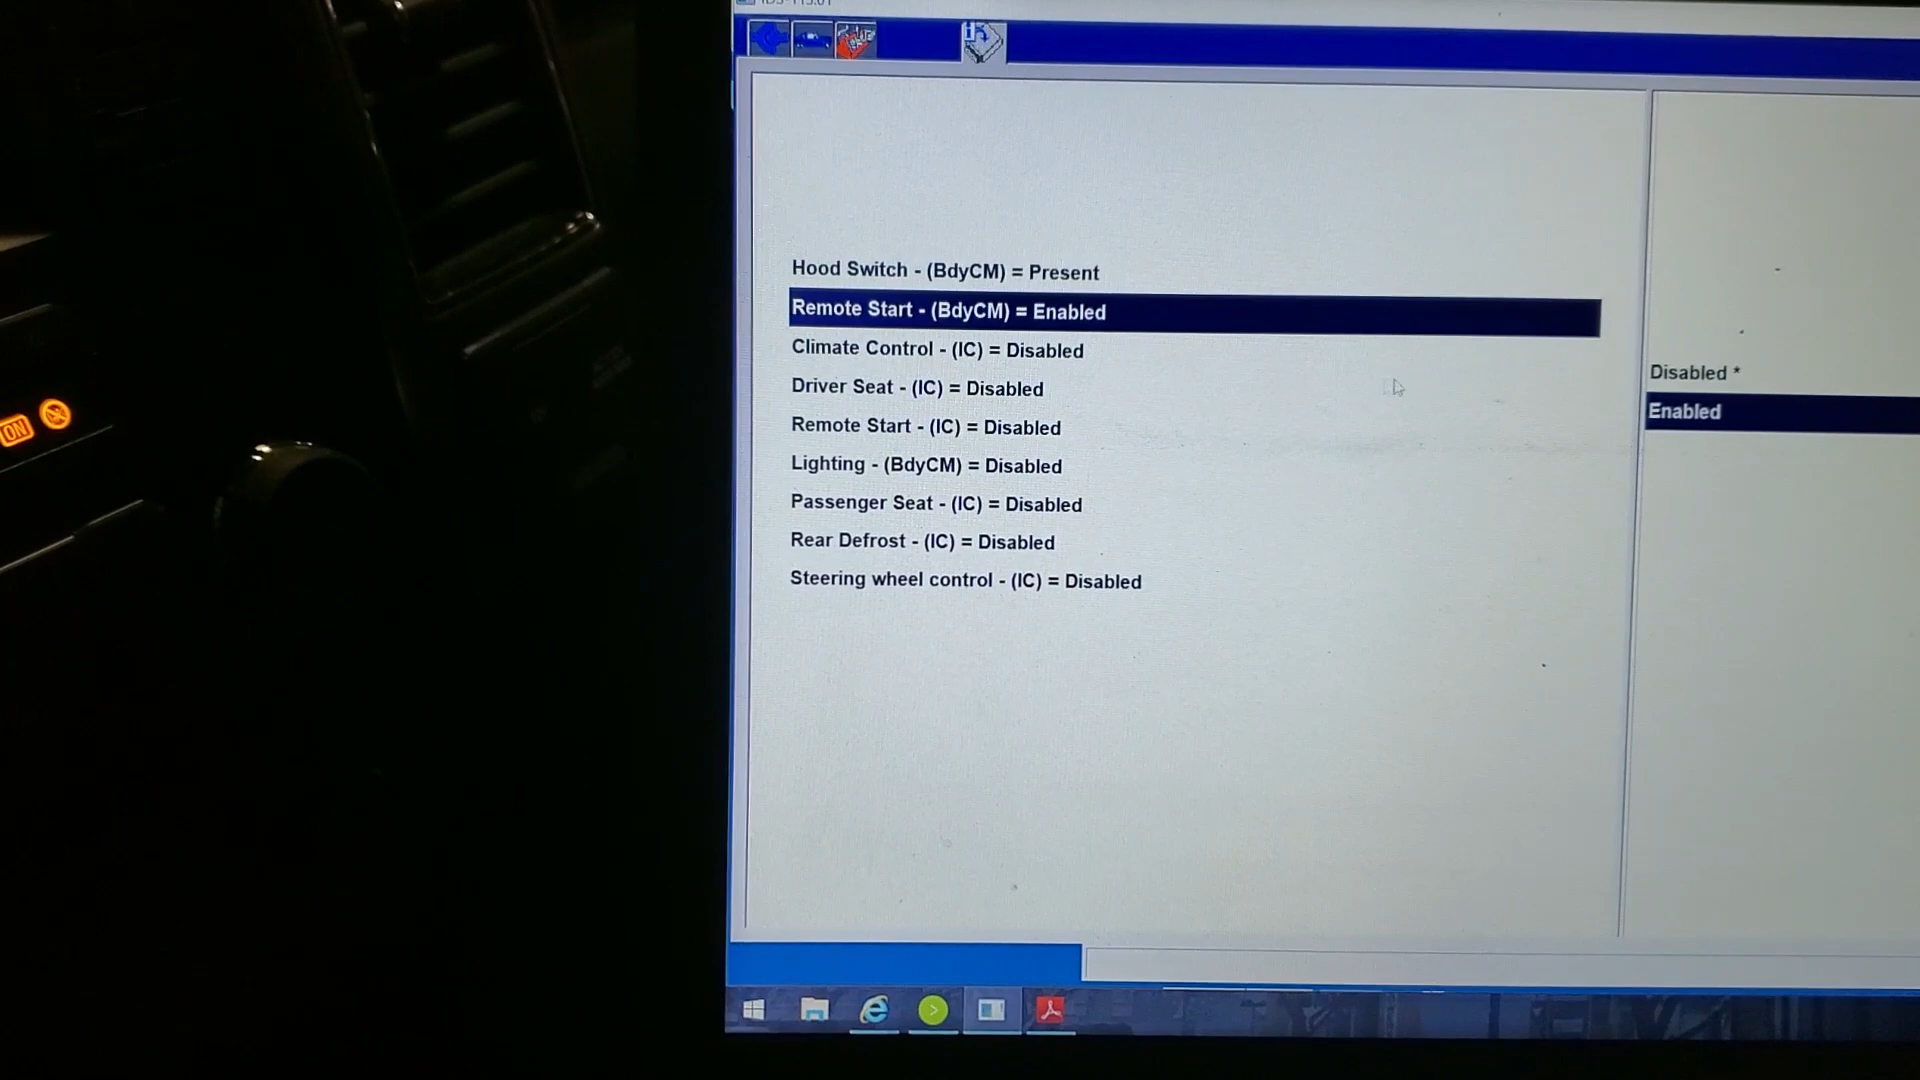 ON
Hood Switch - (BdyCM) = Present
Remote Start - (BdyCM) = Enabled
Climate Control - (IC) = Disabled
Driver Seat - (IC) = Disabled
Remote Start - (IC) = Disabled
Lighting - (BdyCM) = Disabled
Passenger Seat - (IC) = Disabled
Rear Defrost - (IC) = Disabled
Steering wheel control - (IC) = Disabled
Disabled *
Enabled